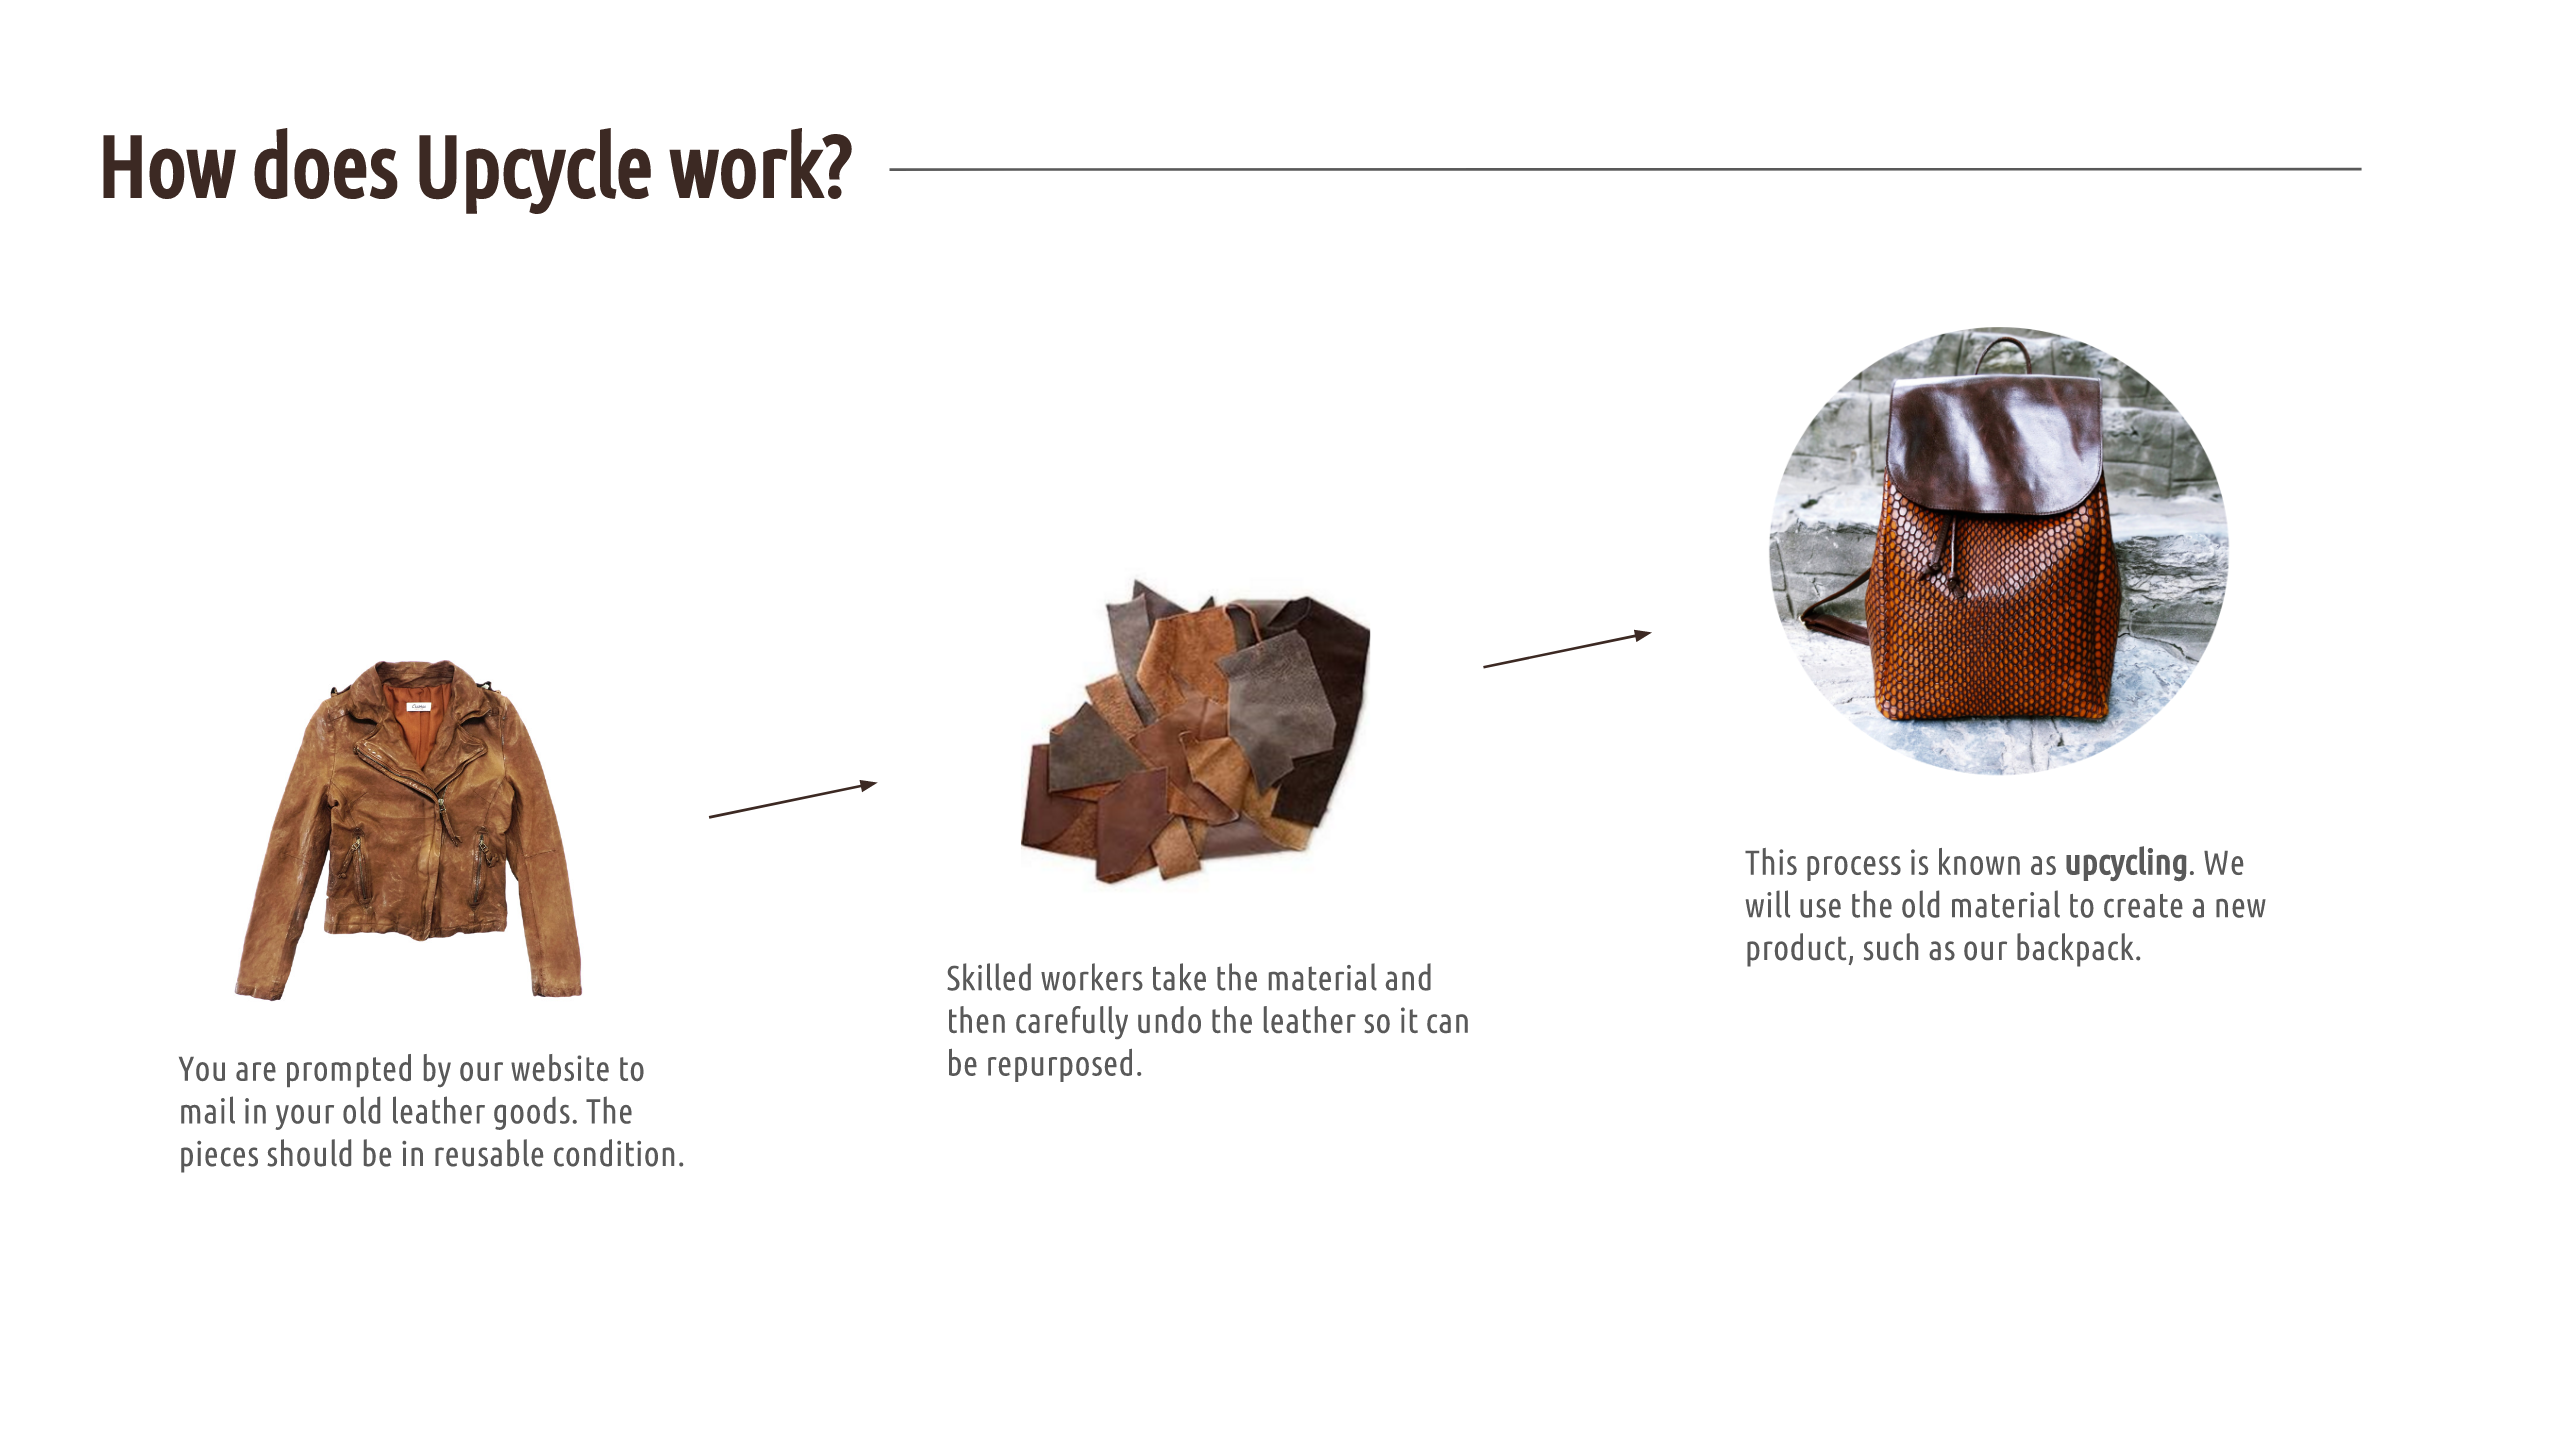 How does Upcycle work?
You are prompted by our website to
mail in your old leather goods. The
pieces should be in reusable condition.
Skilled workers take the material and
then carefully undo the leather so it can
be repurposed.
This process is known as upcycling. We
will use the old material to create a new
product, such as our backpack.